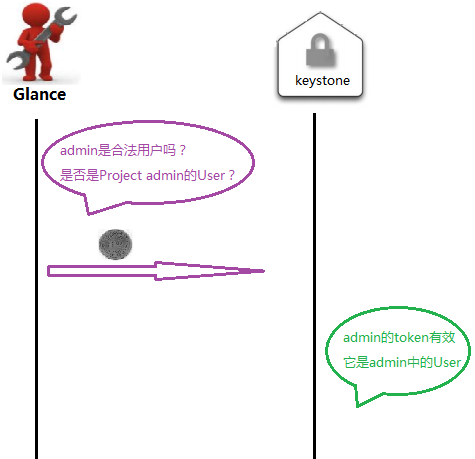 Glance
keystone
admin是合法用户吗？
是否是Project admin的User？
admin的token有效
它是admin中的User